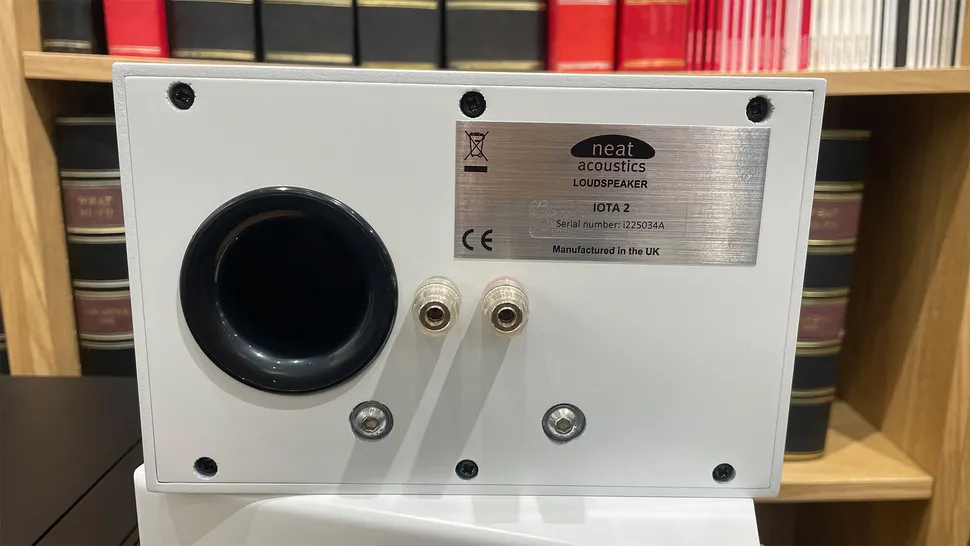 neat
acoustics
LOUDSPEAKER
IOTA 2
Serial number: i225034A
CE
Manufactured in the UK